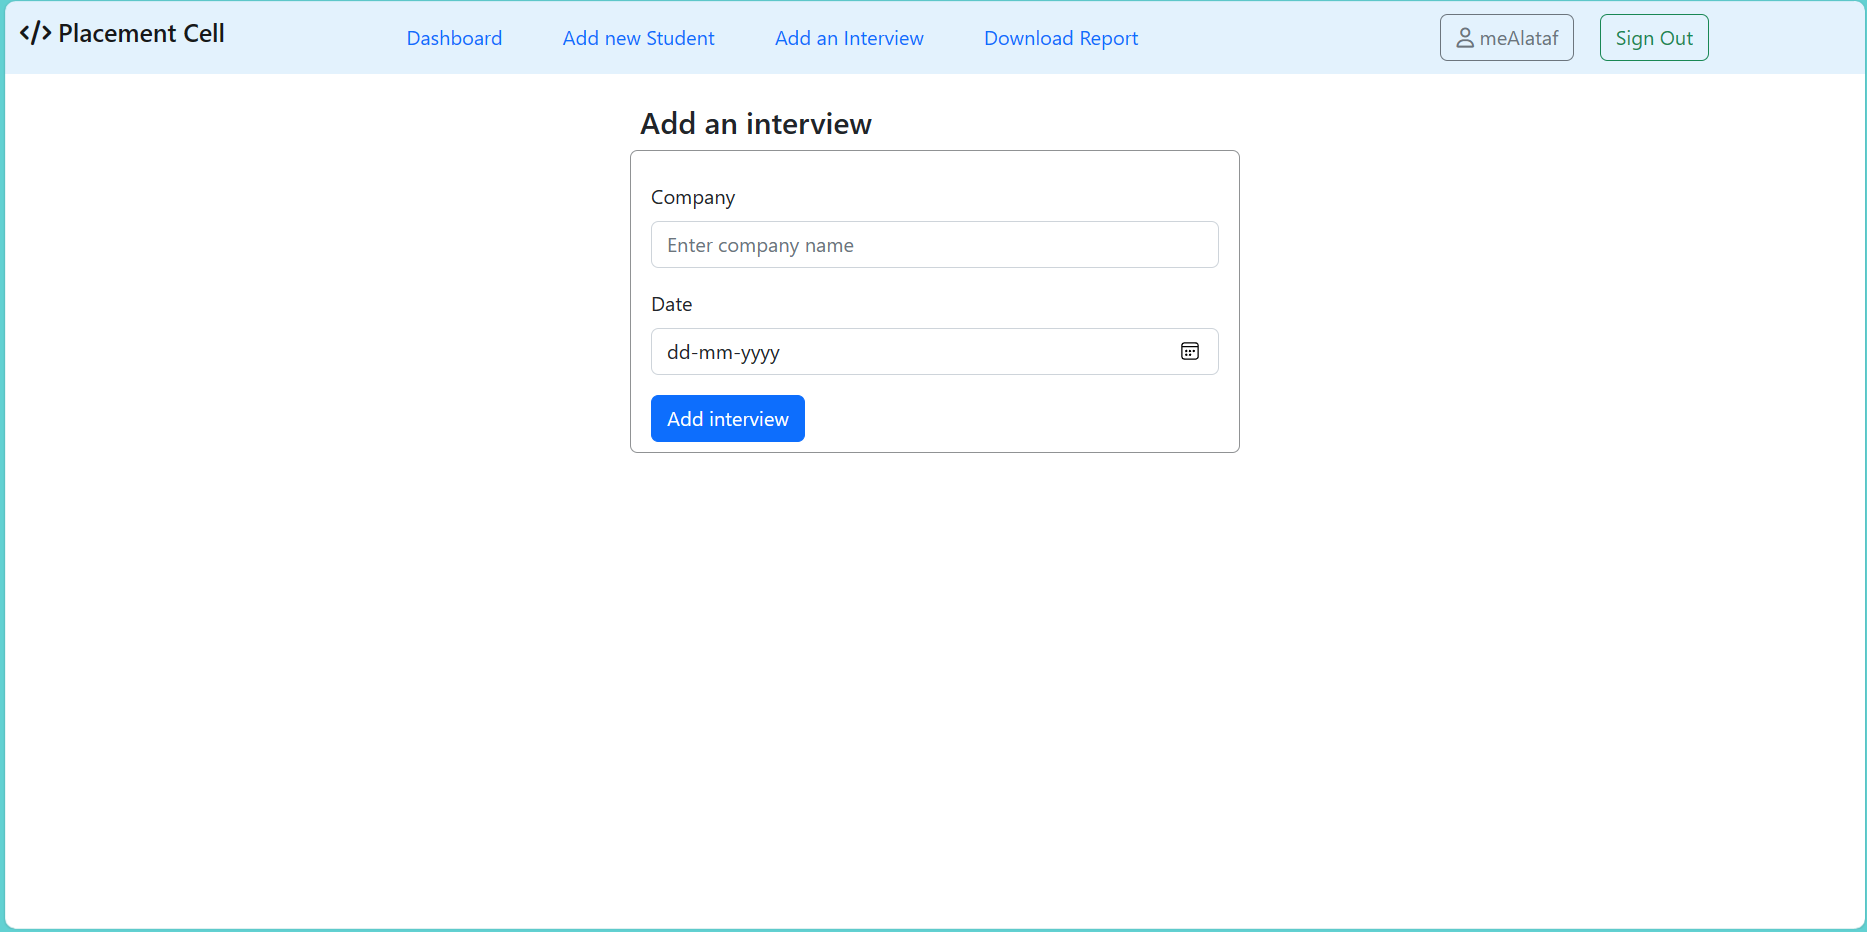 </> Placement Cell
Dashboard
Add new Student
Add an Interview
Download Report
meAlataf
Sign Out
Add an interview
Company
Enter company name
Date
dd-mm-yyyy
Add interview